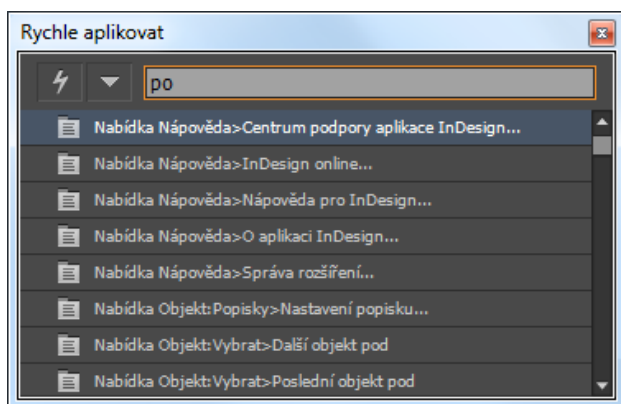 Rychle aplikovat
po
Nabídka Nápověda>Centrum podpory aplikace InDesign...
Nabídka Nápověda>InDesign online...
Nabídka Nápověda>Nápověda pro InDesign...
Nabídka Nápověda>O aplikaci InDesign...
Nabídka Nápověda>Správa rozšíření...
Nabídka Objekt:Popisky>Nastavení popisku...
Nabídka Objekt:Vybrat>Další objekt pod
Nabídka Objekt:Vybrat>Poslední objekt pod